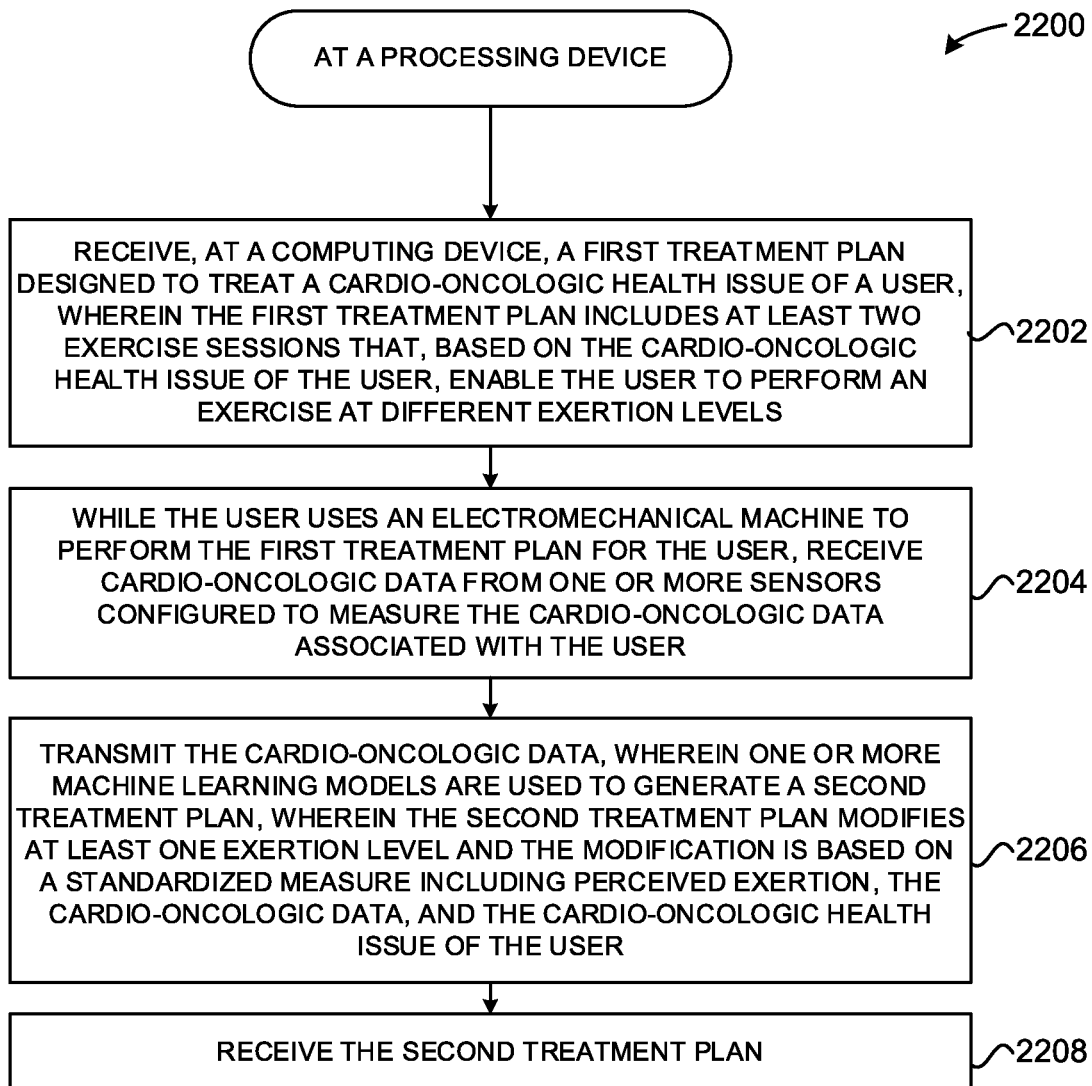 2200
AT A PROCESSING DEVICE
RECEIVE, AT A COMPUTING DEVICE, A FIRST TREATMENT PLAN
DESIGNED TO TREAT A CARDIO-ONCOLOGIC HEALTH ISSUE OF A USER,
WHEREIN THE FIRST TREATMENT PLAN INCLUDES AT LEAST TWO
EXERCISE SESSIONS THAT, BASED ON THE CARDIO-ONCOLOGIC
HEALTH ISSUE OF THE USER, ENABLE THE USER TO PERFORM AN
EXERCISE AT DIFFERENT EXERTION LEVELS
2202
WHILE THE USER USES AN ELECTROMECHANICAL MACHINE TO
PERFORM THE FIRST TREATMENT PLAN FOR THE USER, RECEIVE
CARDIO-ONCOLOGIC DATA FROM ONE OR MORE SENSORS
CONFIGURED TO MEASURE THE CARDIO-ONCOLOGIC DATA
ASSOCIATED WITH THE USER
2204
TRANSMIT THE CARDIO-ONCOLOGIC DATA, WHEREIN ONE OR MORE
MACHINE LEARNING MODELS ARE USED TO GENERATE A SECOND
TREATMENT PLAN, WHEREIN THE SECOND TREATMENT PLAN MODIFIES
AT LEAST ONE EXERTION LEVEL AND THE MODIFICATION IS BASED ON
A STANDARDIZED MEASURE INCLUDING PERCEIVED EXERTION, THE
CARDIO-ONCOLOGIC DATA, AND THE CARDIO-ONCOLOGIC HEALTH
ISSUE OF THE USER
2206
RECEIVE THE SECOND TREATMENT PLAN
2208